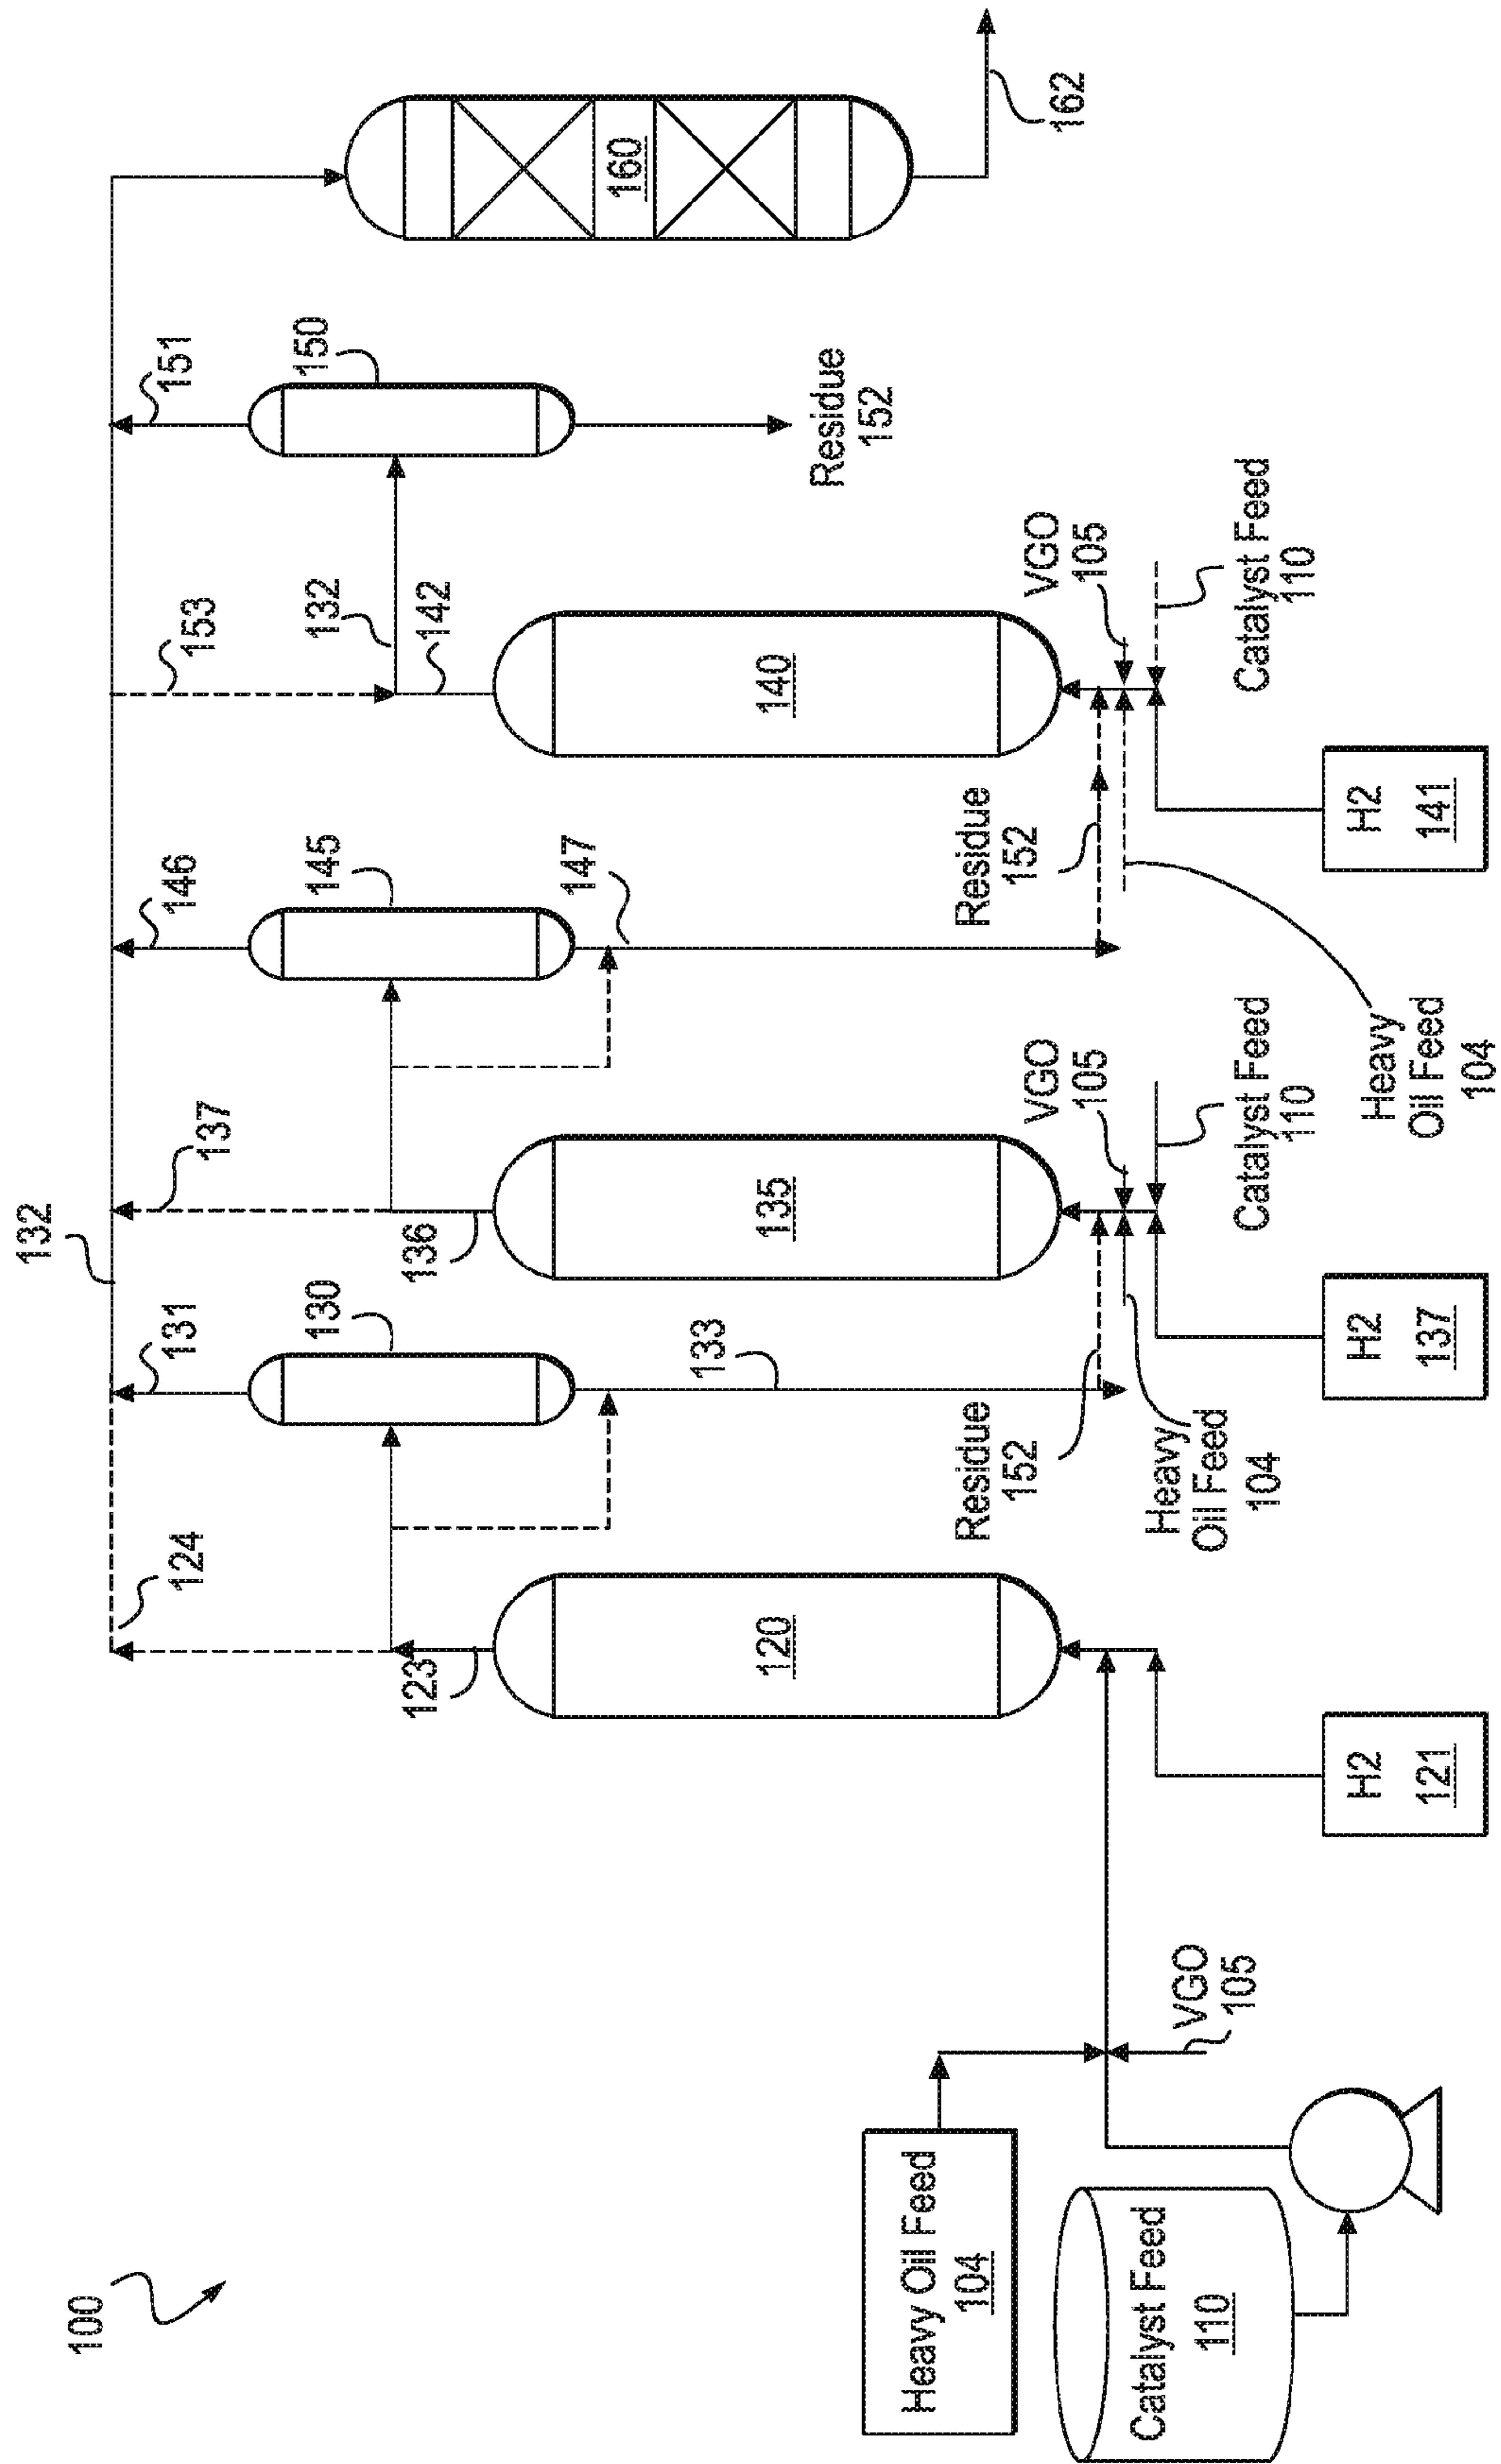 100
132
124
131
137
146
153
151
130
145
132
150
123
136
142
147
160
133
120
135
140
Residue
152
162
Heavy Oil Feed
104
Residue
152
Residue
152
VGO
105
VGO
105
Catalyst Feed
110
VGO
105
Heavy
Oil Feed
104
Catalyst Feed
110
Catalyst Feed
110
H2
121
H2
137
H2
141
Heavy
Oil Feed
104